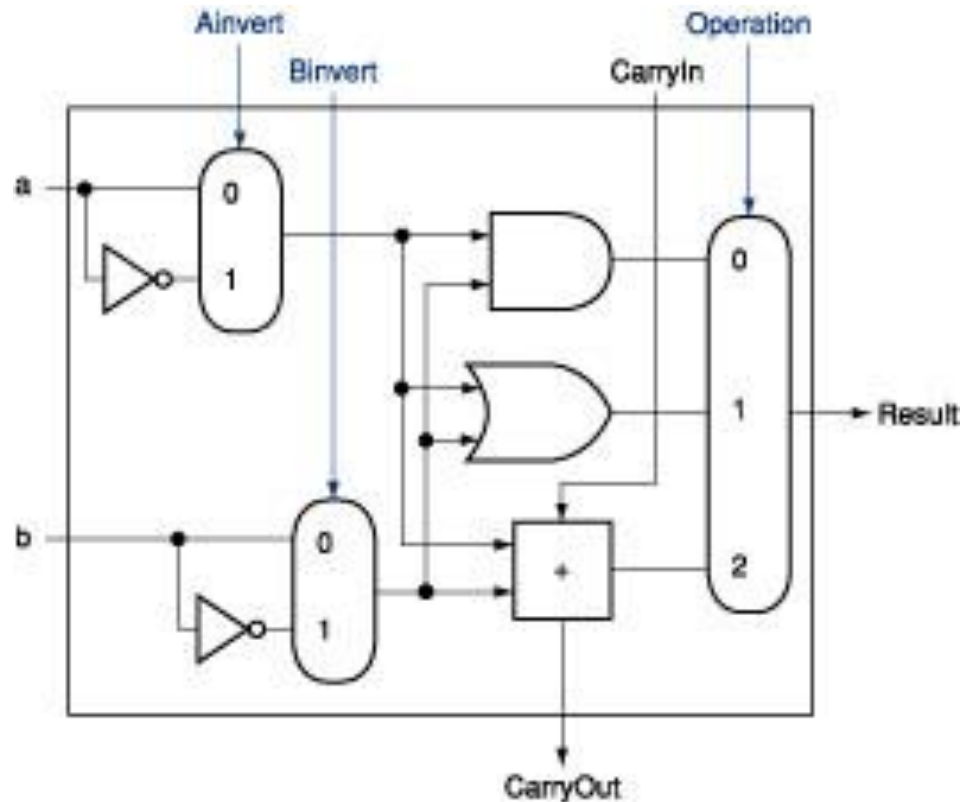 Ainvert
Operation
Binvert
CarryIn
a
0
1
0
1
Result
b
0
1
+
2
CarryOut